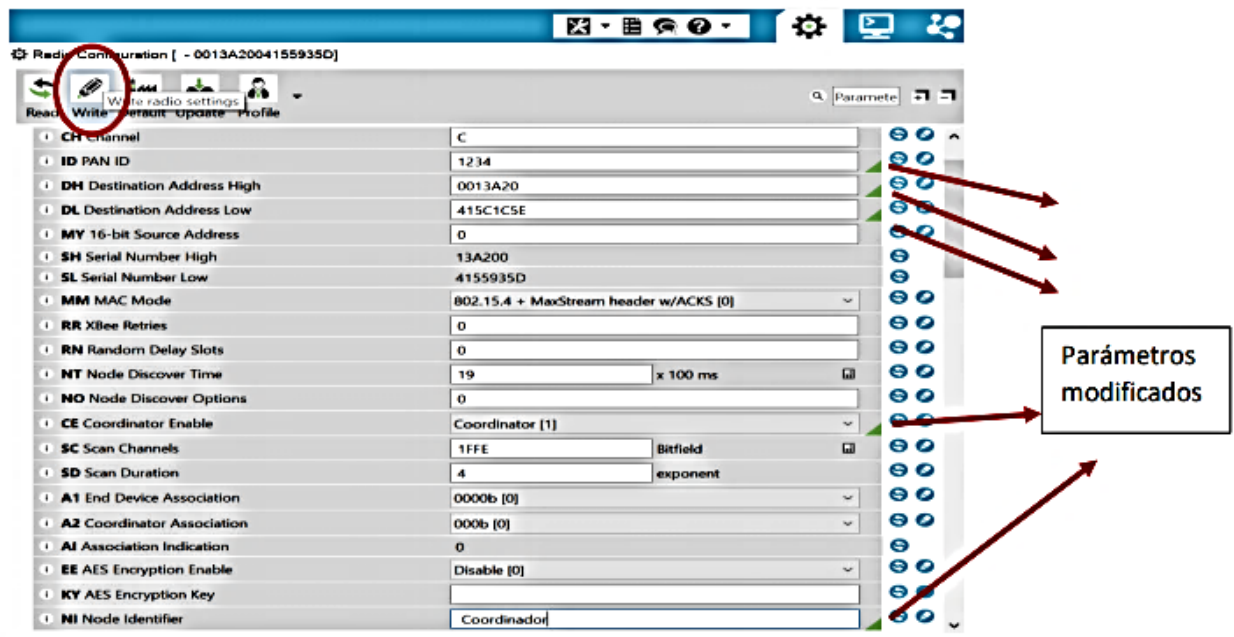 Radio Configuration [ - 0013A2004155935D]
Read Write Default Update Profile
Write radio settings
Paramete
CH Channel C
ID PAN ID 1234
DH Destination Address High 0013A20
DL Destination Address Low 415C1C5E
MY 16-bit Source Address 0
SH Serial Number High 13A200
SL Serial Number Low 4155935D
MM MAC Mode 802.15.4 + MaxStream header w/ACKS [0]
RR XBee Retries 0
RN Random Delay Slots 0
NT Node Discover Time 19 x 100 ms
NO Node Discover Options 0
CE Coordinator Enable Coordinator [1]
SC Scan Channels 1FFE Bitfield
SD Scan Duration 4 exponent
A1 End Device Association 0000b [0]
A2 Coordinator Association 000b [0]
AI Association Indication 0
EE AES Encryption Enable Disable [0]
KY AES Encryption Key
NI Node Identifier Coordinador
Parámetros
modificados